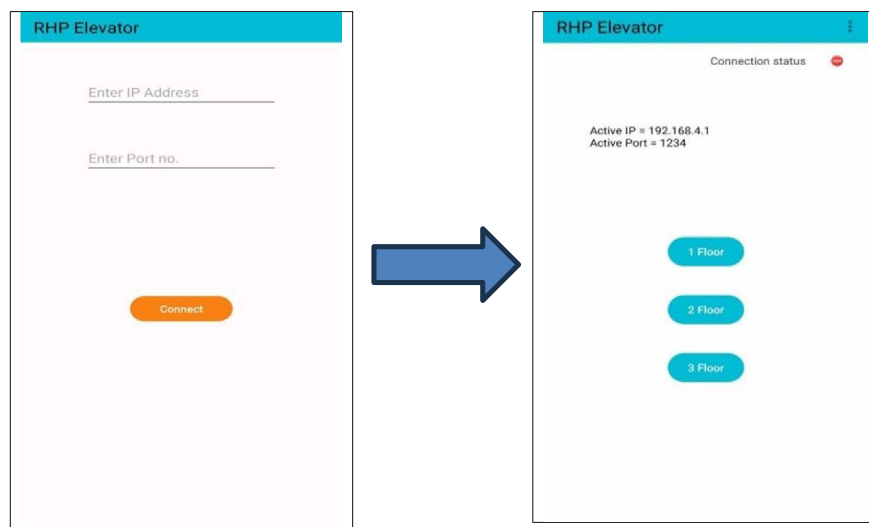 RHP Elevator
Enter IP Address
Enter Port no.
Connect
RHP Elevator
Connection status
Active IP = 192.168.4.1
Active Port = 1234
1 Floor
2 Floor
3 Floor